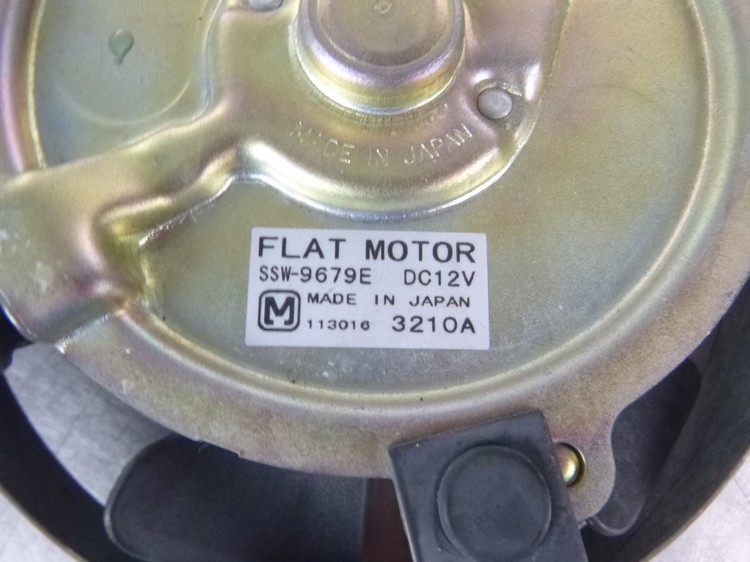 MADE IN JAPAN
FLAT MOTOR
SSW-9679E DC12V
M MADE IN JAPAN
113016 3210A